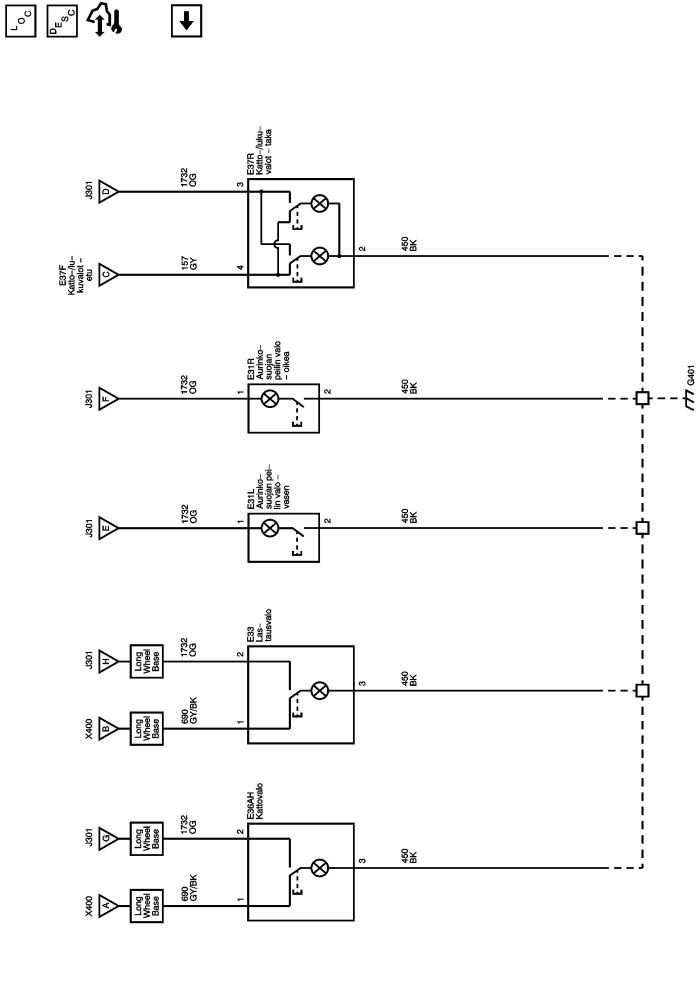 LOC
DESC
J301
D
1732
OG
3
E37R
Katto-/luku-
valot - taka
E37F
Katto-/lu-
kuvalot -
etu
C
157
GY
4
2
450
BK
J301
F
1732
OG
1
E31R
Aurinko-
suojan
peilin valo
- oikea
2
450
BK
G401
J301
E
1732
OG
1
E31L
Aurinko-
suojan pei-
lin valo -
vasen
2
450
BK
J301
H
Long
Wheel
Base
1732
OG
2
E33
Las-
tausvalo
X400
B
Long
Wheel
Base
690
GY/BK
1
3
450
BK
J301
G
Long
Wheel
Base
1732
OG
2
E36AH
Kattovalo
X400
A
Long
Wheel
Base
690
GY/BK
1
3
450
BK